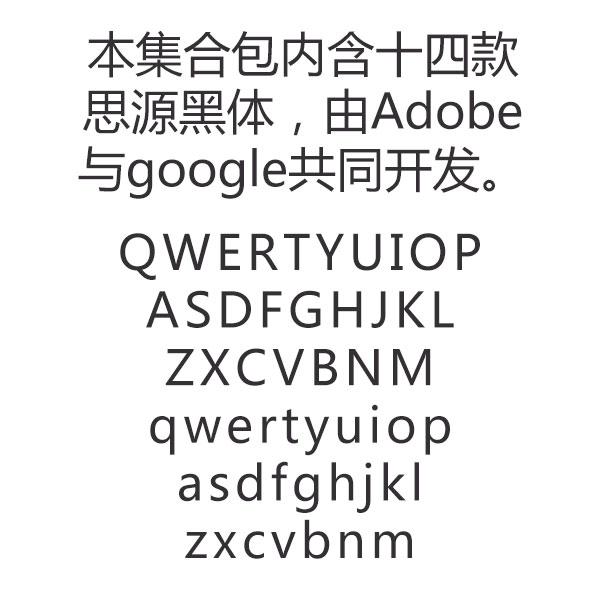 本集合包内含十四款
思源黑体，由Adobe
与google共同开发。
QWERTYUIOP
ASDFGHJKL
ZXCVBNM
qwertyuiop
asdfghjkl
zxcvbnm